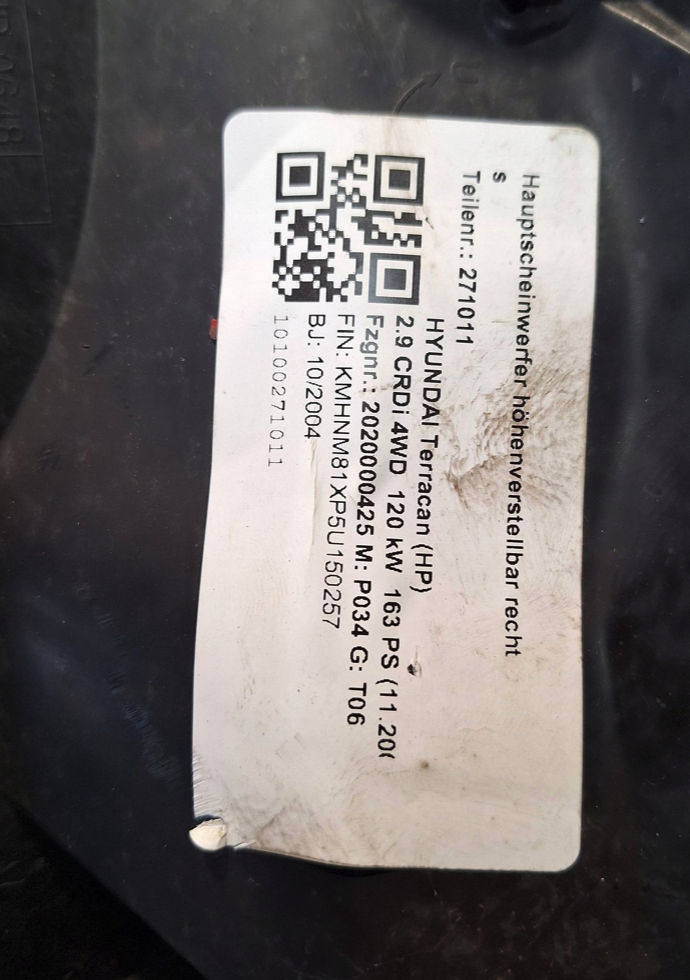 Hauptscheinwerfer höhenverstellbar recht
s
Teilenr.: 271011
HYUNDAI Terracan (HP)
2.9 CRDi 4WD 120 kW 163 PS (11.200
Fzgnr.: 2020000425 M: P034 G: T06
FIN: KMHNM81XP5U150257
BJ: 10/2004
10100271011